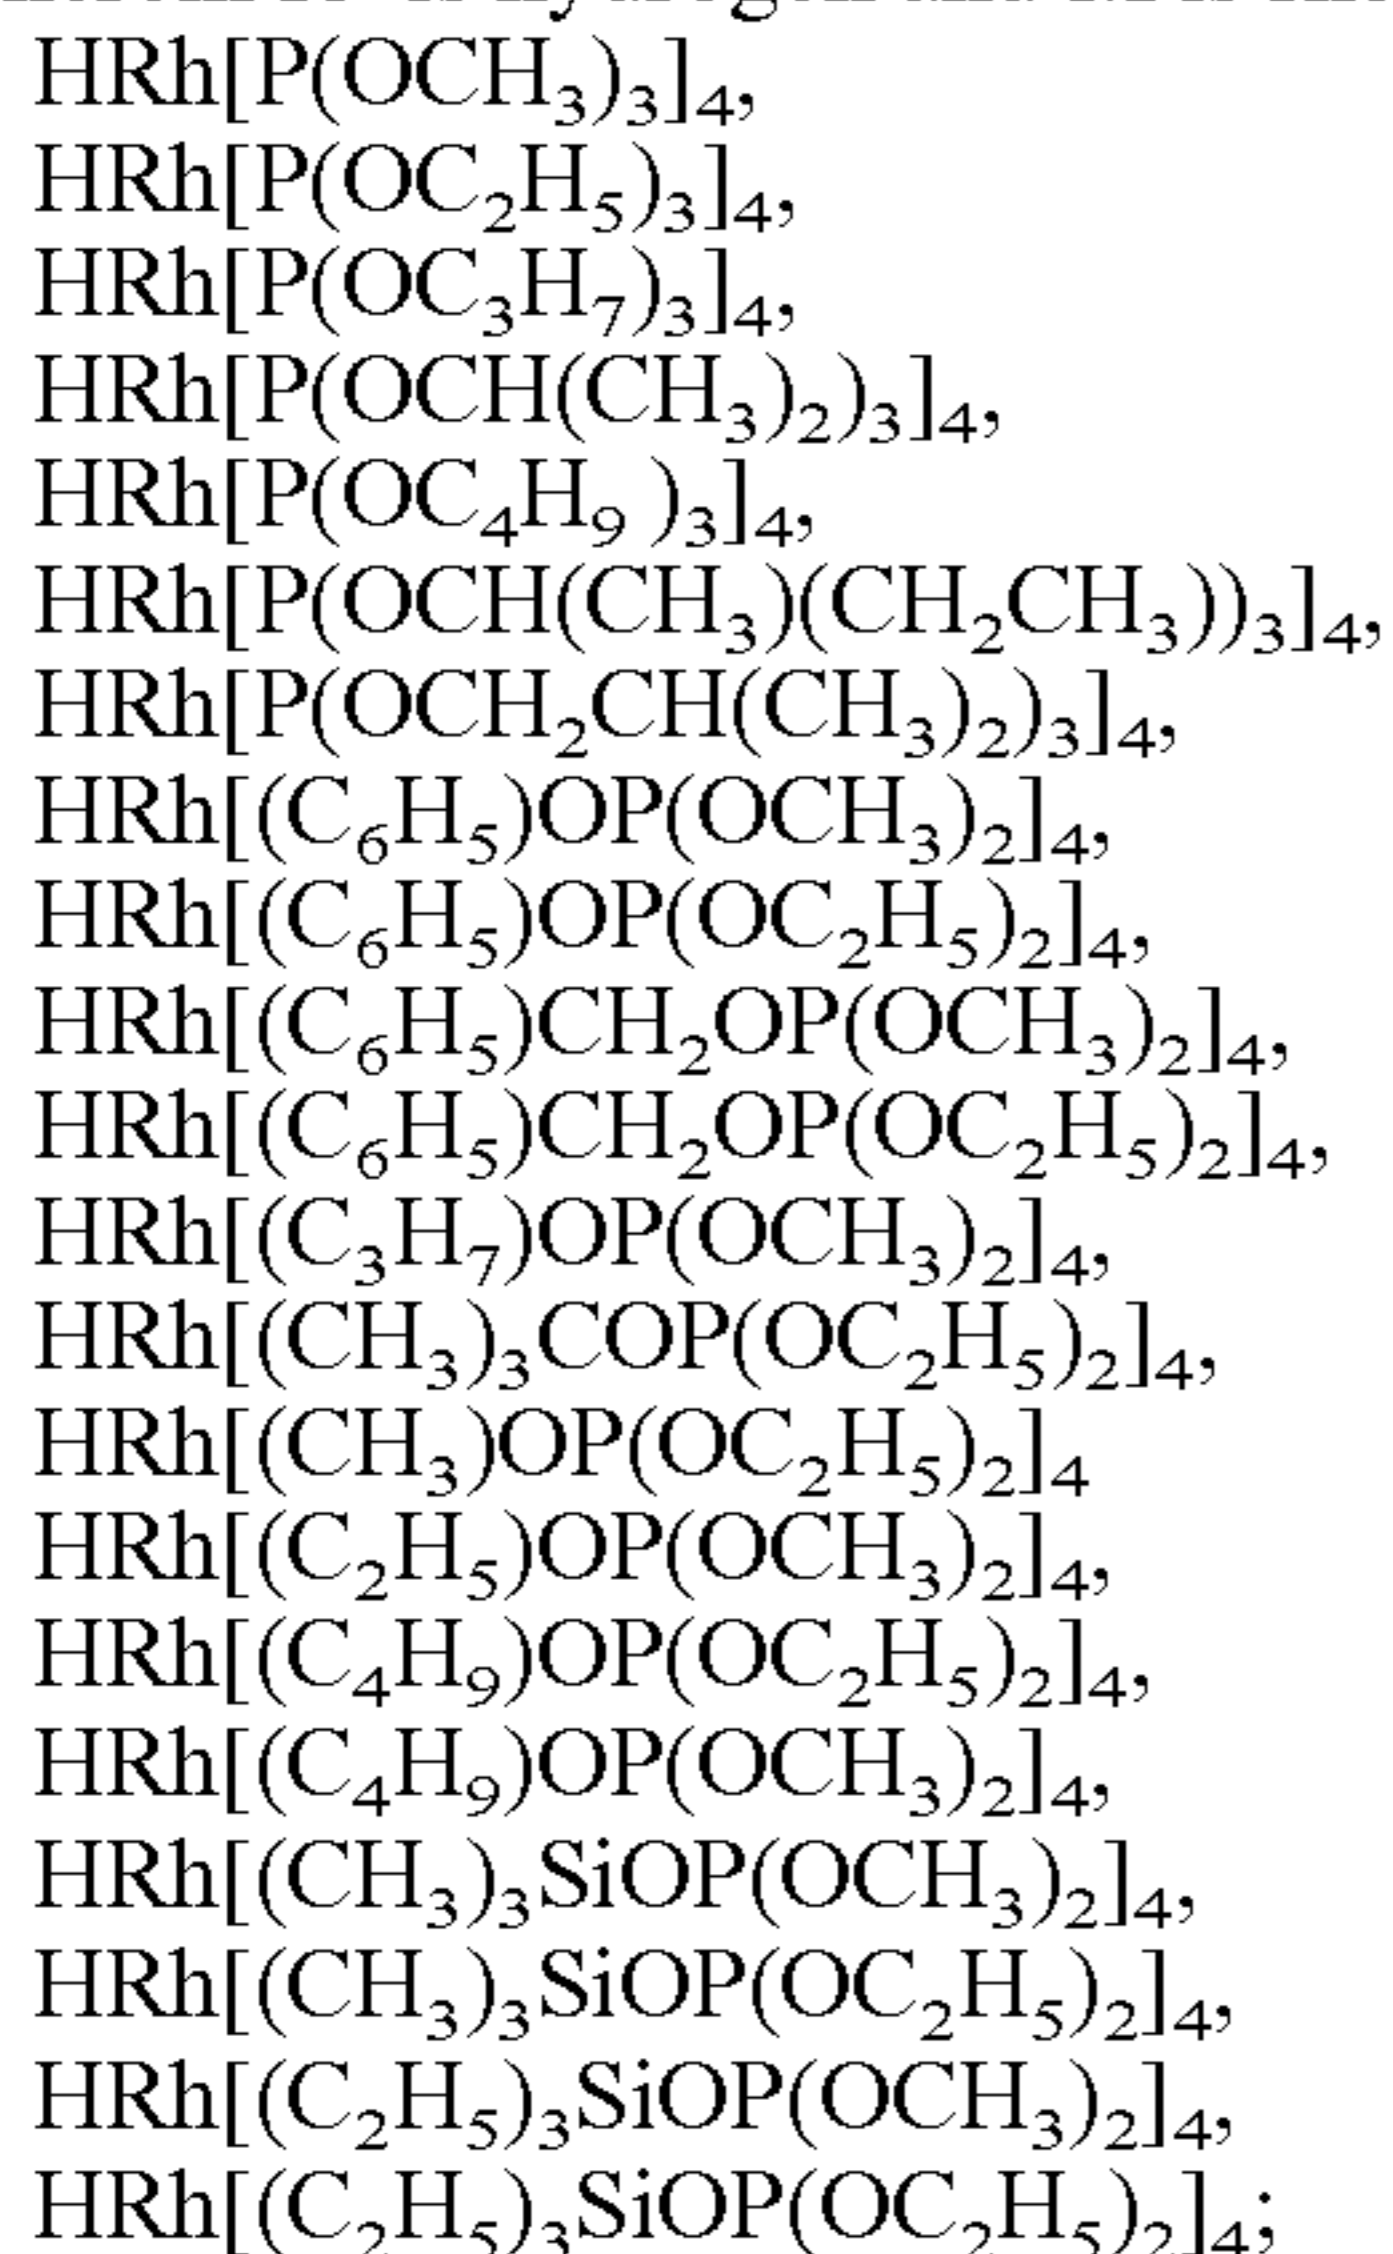 HRh[P(OCH₃)₃]₄,
HRh[P(OC₂H₅)₃]₄,
HRh[P(OC₃H₇)₃]₄,
HRh[P(OCH(CH₃)₂)₃]₄,
HRh[P(OC₄H₉ )₃]₄,
HRh[P(OCH(CH₃)(CH₂CH₃))₃]₄,
HRh[P(OCH₂CH(CH₃)₂)₃]₄,
HRh[(C₆H₅)OP(OCH₃)₂]₄,
HRh[(C₆H₅)OP(OC₂H₅)₂]₄,
HRh[(C₆H₅)CH₂OP(OCH₃)₂]₄,
HRh[(C₆H₅)CH₂OP(OC₂H₅)₂]₄,
HRh[(C₃H₇)OP(OCH₃)₂]₄,
HRh[(CH₃)₃COP(OC₂H₅)₂]₄,
HRh[(CH₃)OP(OC₂H₅)₂]₄
HRh[(C₂H₅)OP(OCH₃)₂]₄,
HRh[(C₄H₉)OP(OC₂H₅)₂]₄,
HRh[(C₄H₉)OP(OCH₃)₂]₄,
HRh[(CH₃)₃SiOP(OCH₃)₂]₄,
HRh[(CH₃)₃SiOP(OC₂H₅)₂]₄,
HRh[(C₂H₅)₃SiOP(OCH₃)₂]₄,
HRh[(C₂H₅)₃SiOP(OC₂H₅)₂]₄;